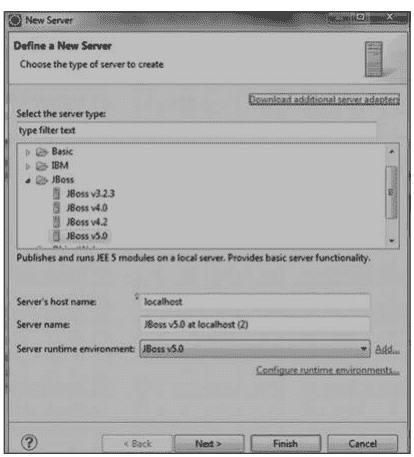 New Server
Define a New Server
Choose the type of server to create
Download additional server adapters
Select the server type:
type filter text
Basic
IBM
JBoss
JBoss v3.2.3
JBoss v4.0
JBoss v4.2
JBoss v5.0
Publishes and runs JEE 5 modules on a local server. Provides basic server functionality.
Server's host name: localhost
Server name: JBoss v5.0 at localhost (2)
Server runtime environment: JBoss v5.0 Add...
Configure runtime environments...
? < Back Next > Finish Cancel